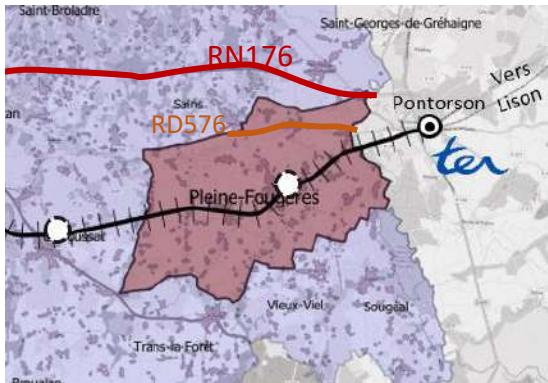 Saint-Broladre
Saint-Georges-de-Gréhaigne
RN176
Vers
Lison
Sains
Pontorson
an
RD576
ter
Pleine-Fougères
Vieux-Viel
Sougéal
Trans-la-Forêt